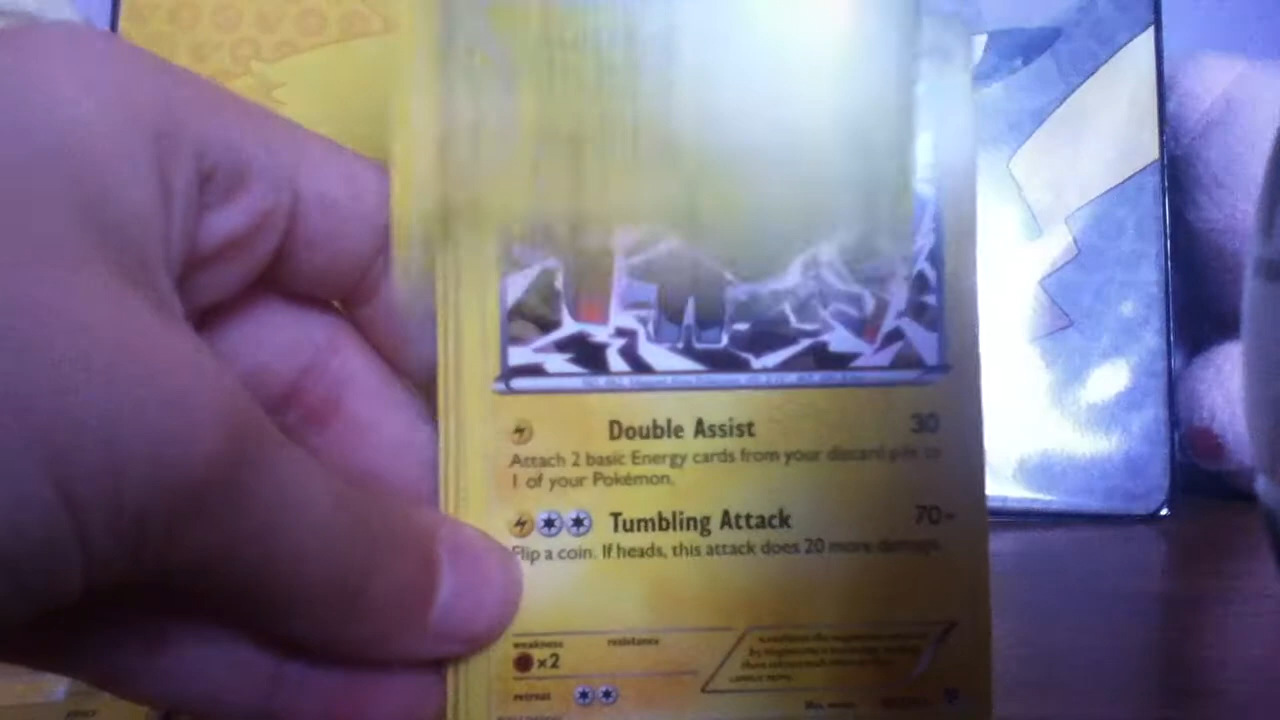 Double Assist 30
Attach 2 basic Energy cards from your discard pile to
1 of your Pokémon.
Tumbling Attack 70+
Flip a coin. If heads, this attack does 20 more damage.
weakness resistance
×2
retreat